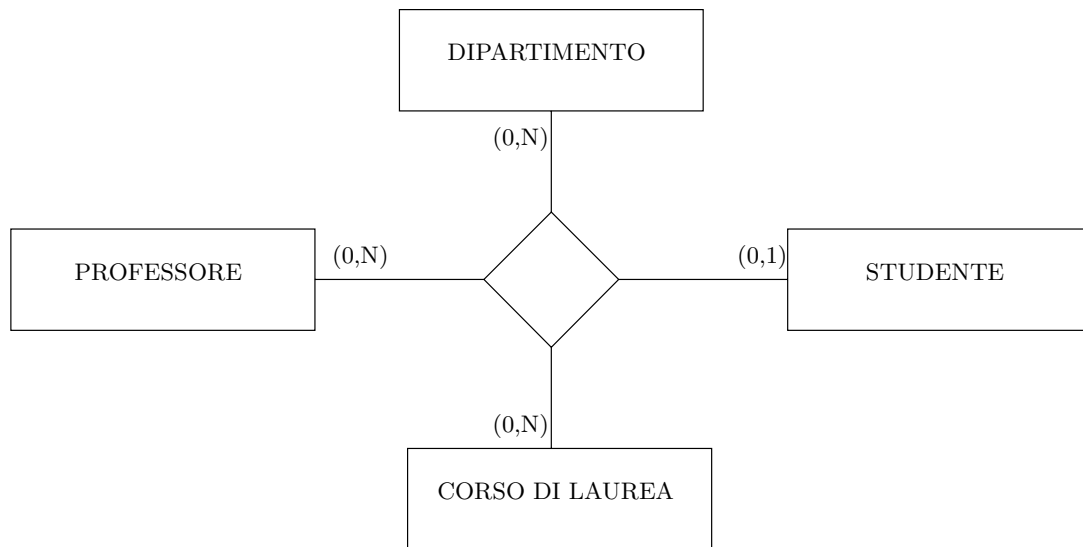 DIPARTIMENTO
(0,N)
PROFESSORE
(0,N)
(0,1)
STUDENTE
(0,N)
CORSO DI LAUREA